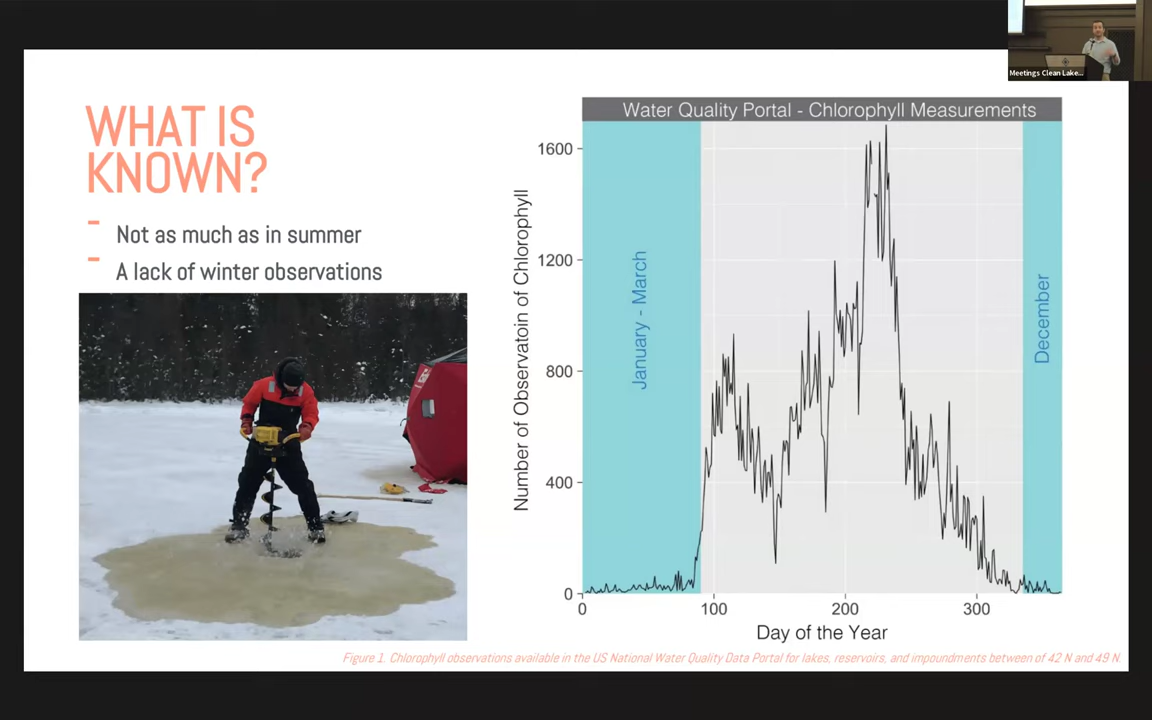 Meetings Clean Lake...
WHAT IS
KNOWN?
- Not as much as in summer
- A lack of winter observations
Water Quality Portal - Chlorophyll Measurements
Number of Observatoin of Chlorophyll
1600
1200
800
400
0
January - March
December
0 100 200 300
Day of the Year
Figure 1. Chlorophyll observations available in the US National Water Quality Data Portal for lakes, reservoirs, and impoundments between of 42 N and 49 N.